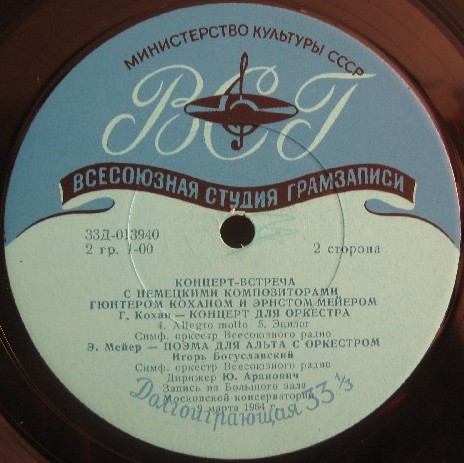 МИНИСТЕРСТВО КУЛЬТУРЫ СССР
ВСГ
ВСЕСОЮЗНАЯ СТУДИЯ ГРАМЗАПИСИ
33Д-013940
2 гр. 1-00
2 сторона
КОНЦЕРТ-ВСТРЕЧА
С НЕМЕЦКИМИ КОМПОЗИТОРАМИ
ГЮНТЕРОМ КОХАНОМ И ЭРНСТОМ МЕЙЕРОМ
Г. Кохан — КОНЦЕРТ ДЛЯ ОРКЕСТРА
4. Allegro molto 5. Эпилог
Симф. оркестр Всесоюзного радио
Э. Мейер — ПОЭМА ДЛЯ АЛЬТА С ОРКЕСТРОМ
Игорь Богуславский
Симф. оркестр Всесоюзного радио
Дирижер Ю. Аранович
Запись из Большого зала
Московской консерватории
9 марта 1964 г.
Долгоиграющая 33 1/3